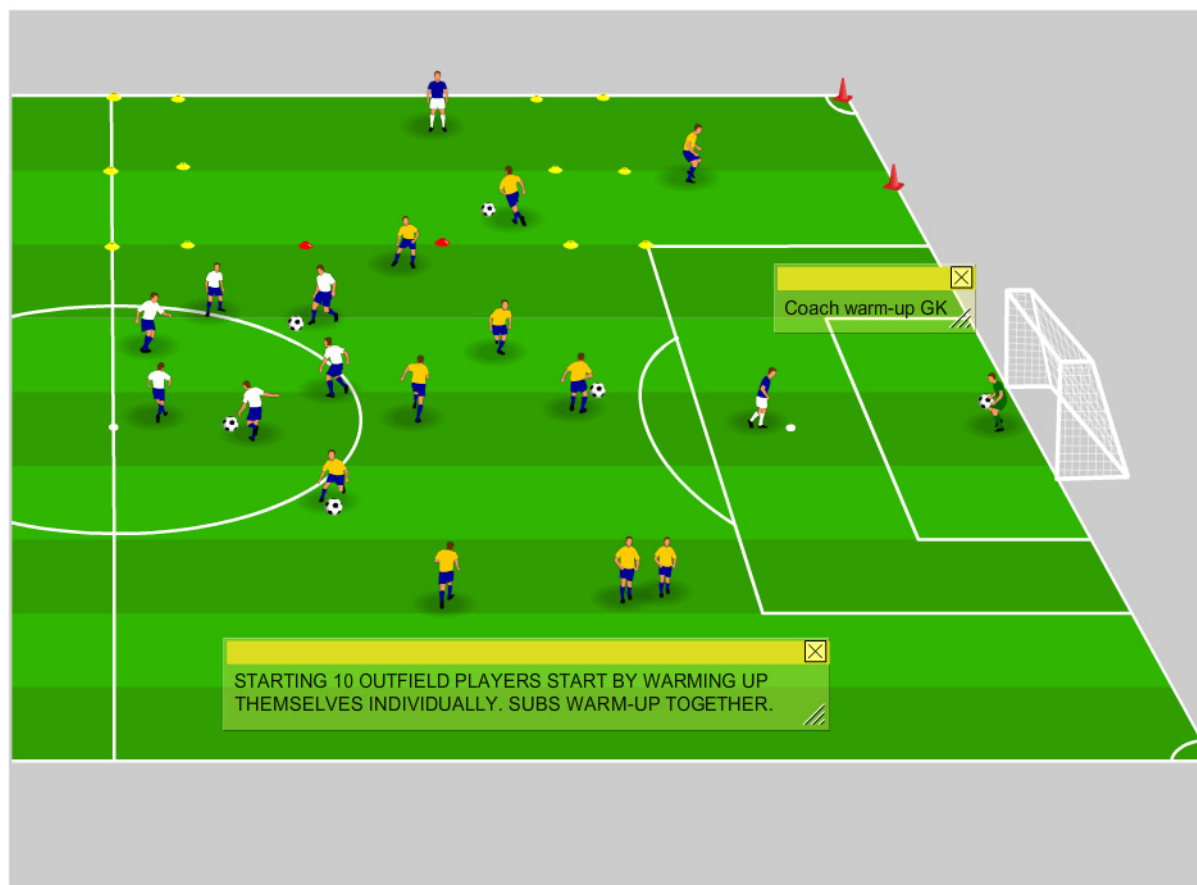 Coach warm-up GK
STARTING 10 OUTFIELD PLAYERS START BY WARMING UP
THEMSELVES INDIVIDUALLY. SUBS WARM-UP TOGETHER.